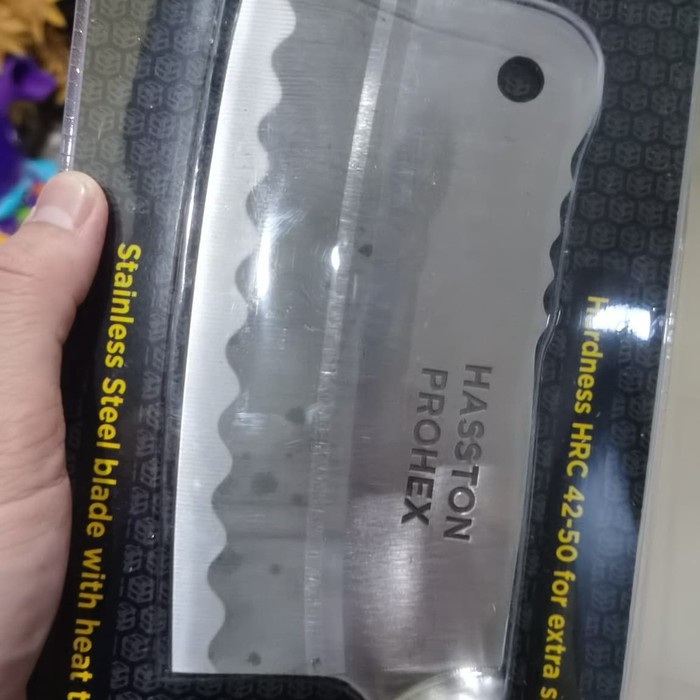 Stainless Steel blade with heat
HASSTON
PROHEX
Hardness HRC 42-50 for extra